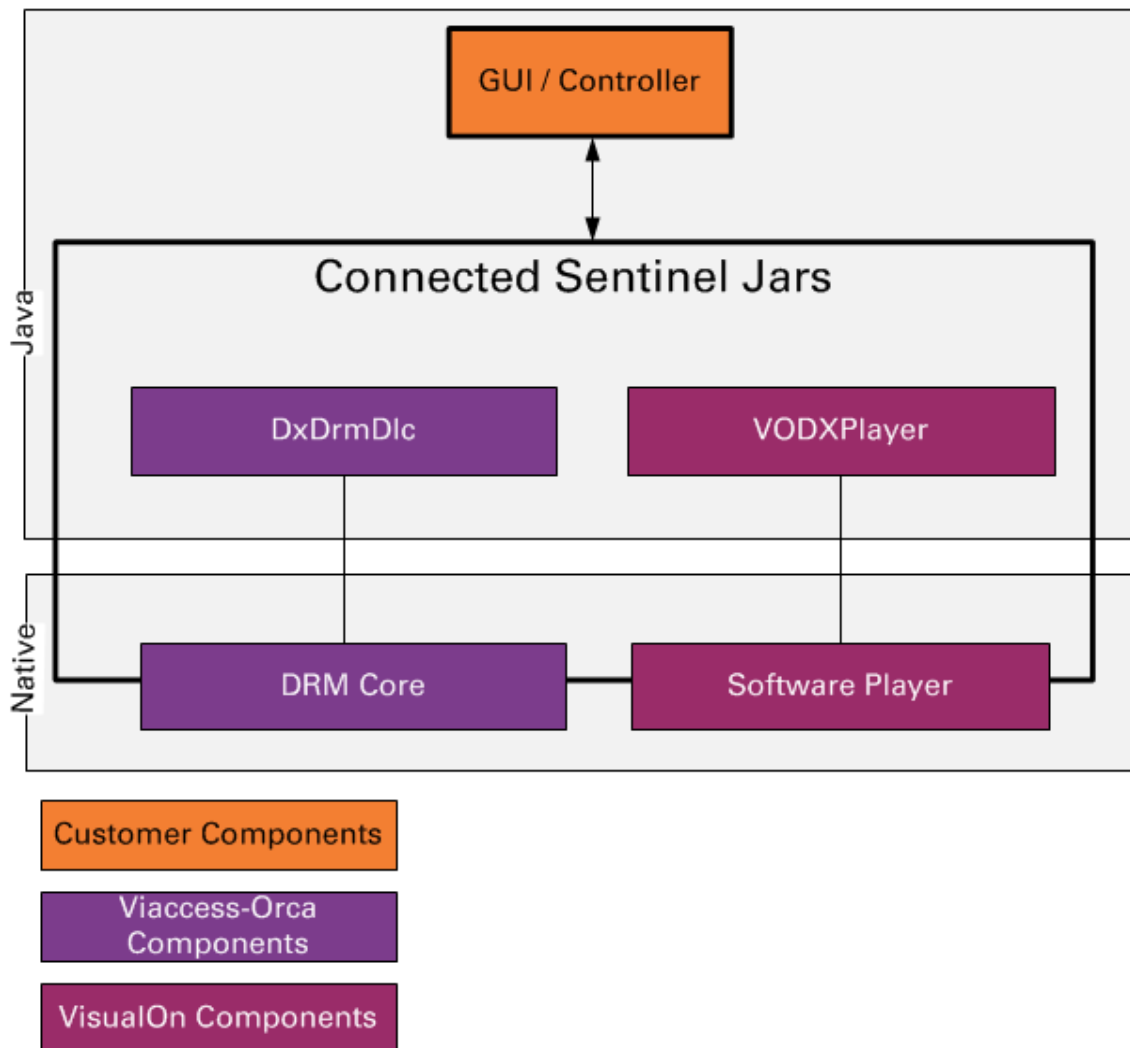 GUI / Controller
Connected Sentinel Jars
Java
DxDrmDlc
VODXPlayer
Native
DRM Core
Software Player
Customer Components
Viaccess-Orca
Components
VisualOn Components